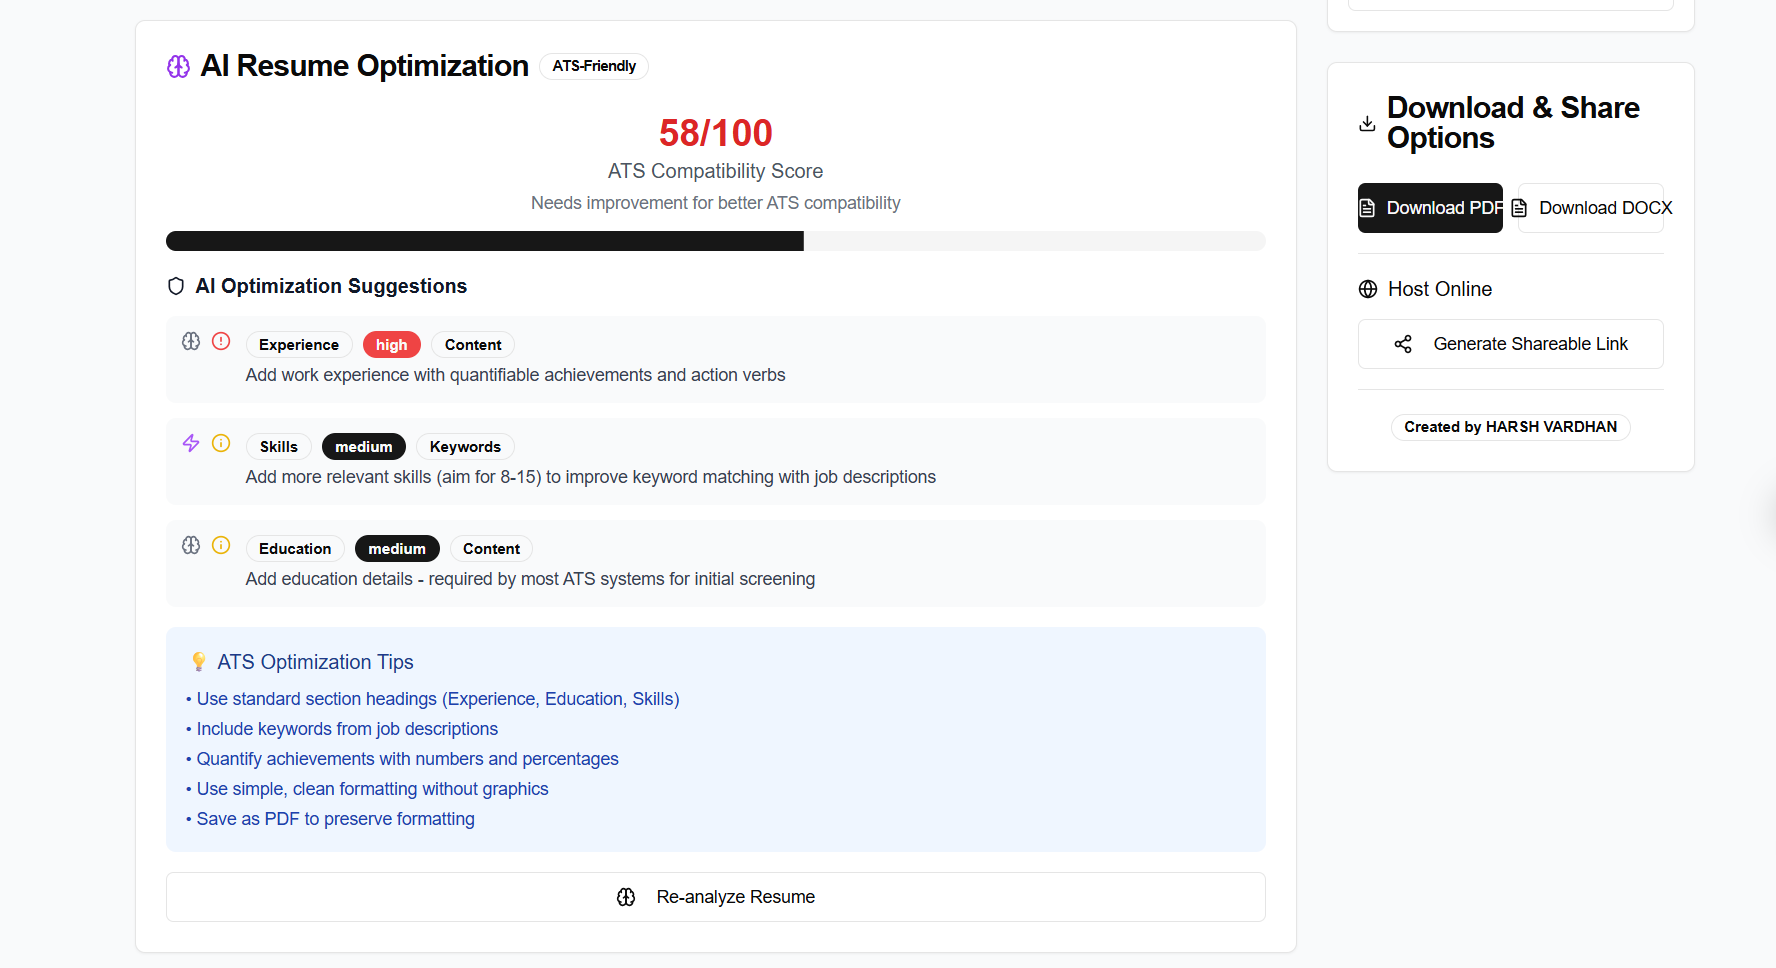 AI Resume Optimization
ATS-Friendly
58/100
ATS Compatibility Score
Needs improvement for better ATS compatibility
AI Optimization Suggestions
Experience high Content
Add work experience with quantifiable achievements and action verbs
Skills medium Keywords
Add more relevant skills (aim for 8-15) to improve keyword matching with job descriptions
Education medium Content
Add education details - required by most ATS systems for initial screening
💡 ATS Optimization Tips
• Use standard section headings (Experience, Education, Skills)
• Include keywords from job descriptions
• Quantify achievements with numbers and percentages
• Use simple, clean formatting without graphics
• Save as PDF to preserve formatting
Re-analyze Resume
Download & Share
Options
Download PDF
Download DOCX
Host Online
Generate Shareable Link
Created by HARSH VARDHAN